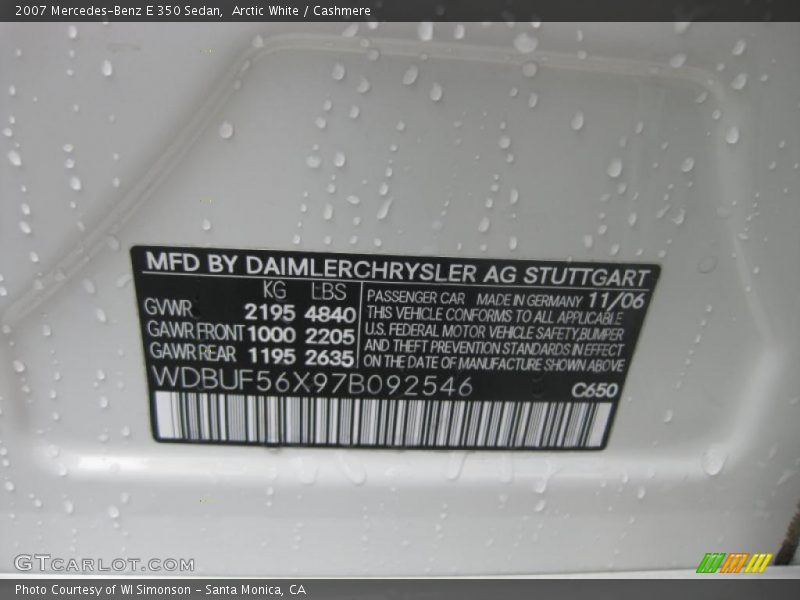 2007 Mercedes-Benz E 350 Sedan,  Arctic White / Cashmere
MFD BY DAIMLERCHRYSLER AG STUTTGART
KG LBS
GVWR 2195 4840
GAWR FRONT 1000 2205
GAWR REAR 1195 2635
PASSENGER CAR MADE IN GERMANY 11/06
THIS VEHICLE CONFORMS TO ALL APPLICABLE
U.S. FEDERAL MOTOR VEHICLE SAFETY,BUMPER
AND THEFT PREVENTION STANDARDS IN EFFECT
ON THE DATE OF MANUFACTURE SHOWN ABOVE
WDBUF56X97B092546 C650
GTCARLOT.COM
Photo Courtesy of WI Simonson - Santa Monica, CA